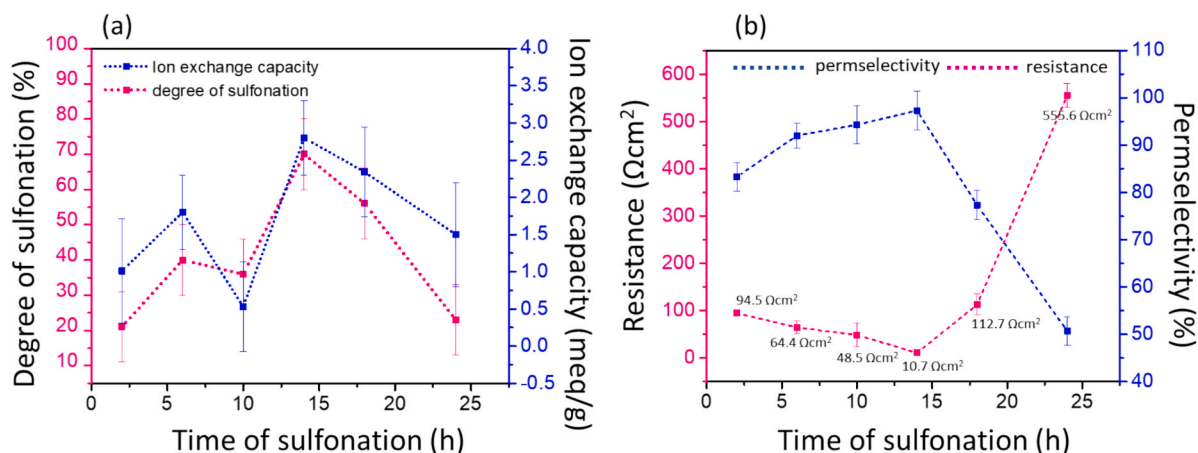 (a)
Ion exchange capacity
degree of sulfonation
Degree of sulfonation (%)
100
90
80
70
60
50
40
30
20
10
Ion exchange capacity (meq/g)
4.0
3.5
3.0
2.5
2.0
1.5
1.0
0.5
0.0
-0.5
0 5 10 15 20 25
Time of sulfonation (h)
(b)
permselectivity resistance
Resistance (Ωcm²)
600
500
400
300
200
100
0
94.5 Ωcm²
64.4 Ωcm²
48.5 Ωcm²
10.7 Ωcm²
112.7 Ωcm²
555.6 Ωcm²
Permselectivity (%)
110
100
90
80
70
60
50
40
0 5 10 15 20 25
Time of sulfonation (h)